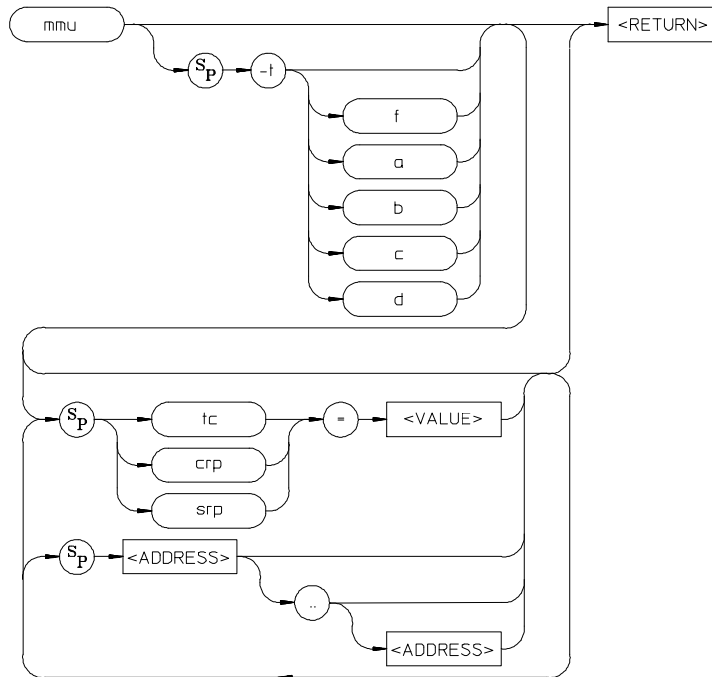 mmu
<RETURN>
SP
-t
f
a
b
c
d
SP
tc
=
<VALUE>
crp
srp
SP
<ADDRESS>
..
<ADDRESS>